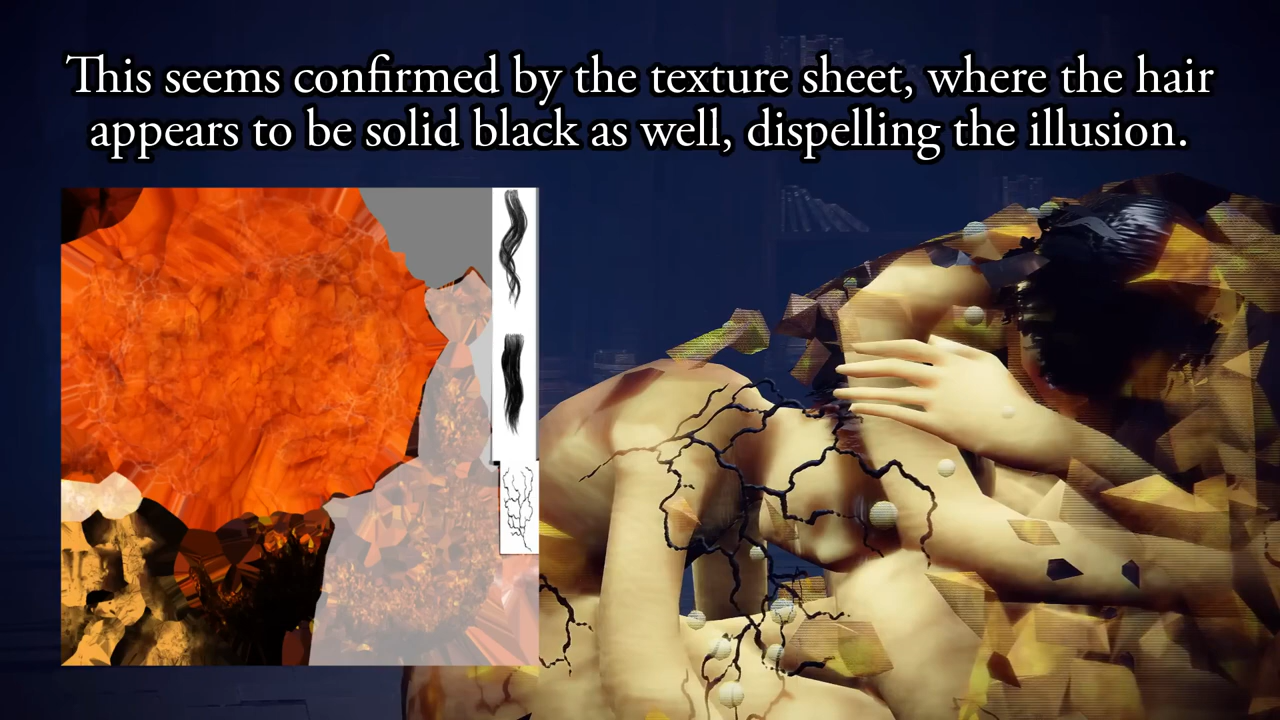 This seems confirmed by the texture sheet, where the hair
appears to be solid black as well, dispelling the illusion.